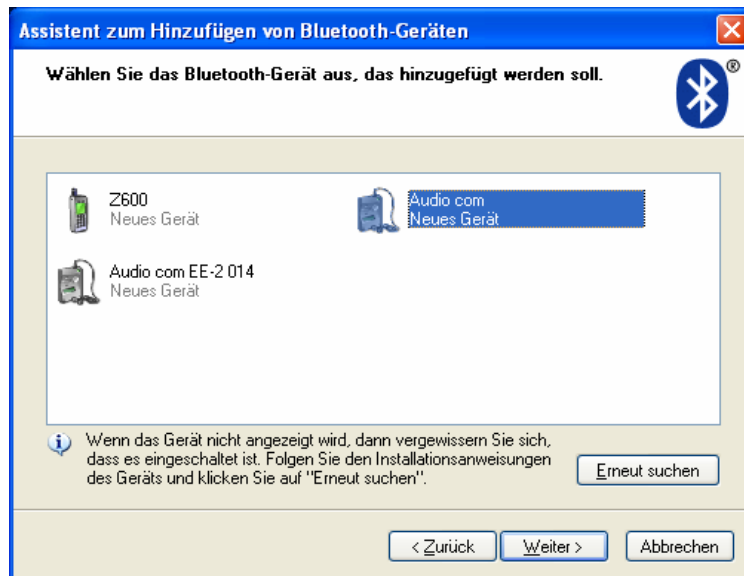 Assistent zum Hinzufügen von Bluetooth-Geräten
Wählen Sie das Bluetooth-Gerät aus, das hinzugefügt werden soll.
®
Z600
Neues Gerät
Audio com
Neues Gerät
Audio com EE-2 014
Neues Gerät
Wenn das Gerät nicht angezeigt wird, dann vergewissern Sie sich,
dass es eingeschaltet ist. Folgen Sie den Installationsanweisungen
des Geräts und klicken Sie auf "Erneut suchen".
Erneut suchen
< Zurück
Weiter >
Abbrechen